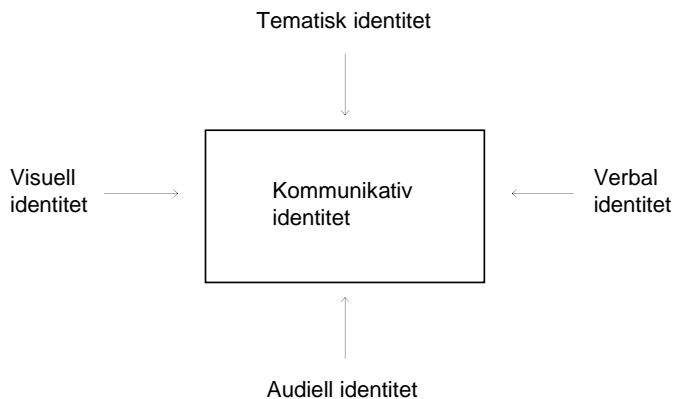 Tematisk identitet
Visuell
identitet
Kommunikativ
identitet
Verbal
identitet
Audiell identitet